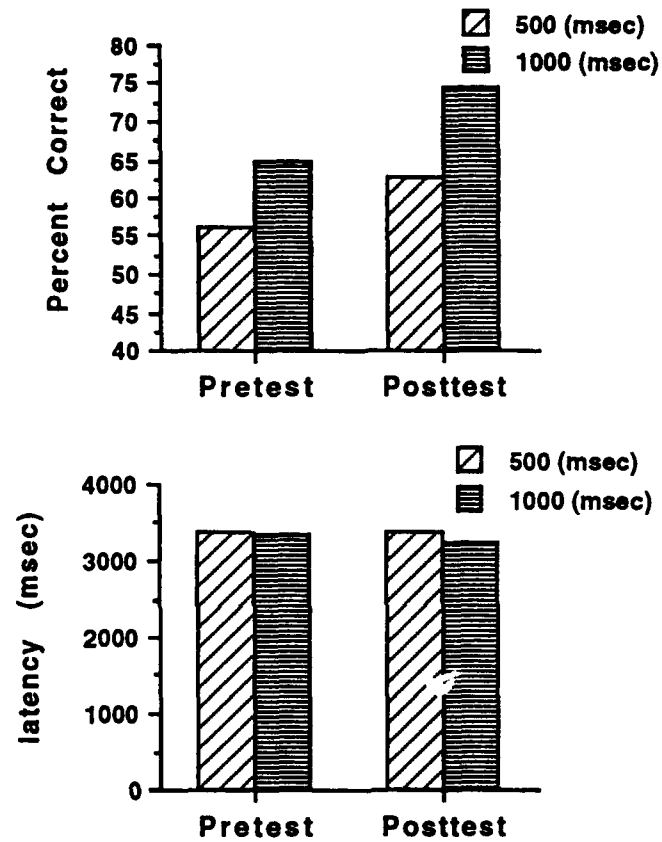 500 (msec)
1000 (msec)
Percent Correct
80
75
70
65
60
55
50
45
40
Pretest Posttest
500 (msec)
1000 (msec)
latency (msec)
4000
3000
2000
1000
0
Pretest Posttest